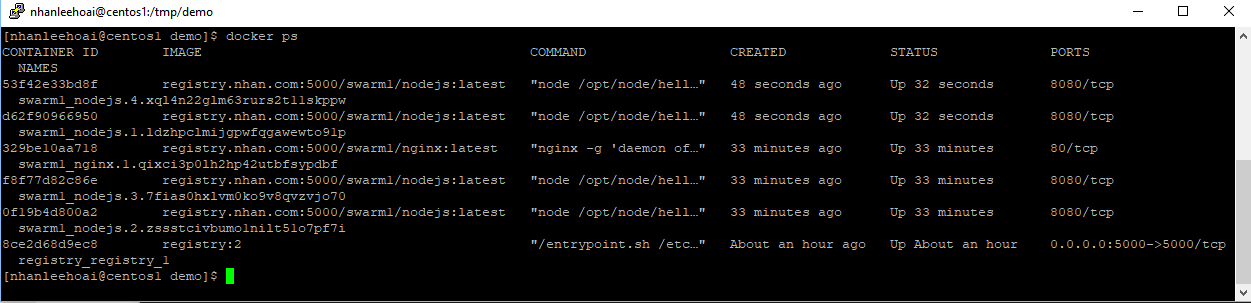 nhanleehoai@centos1:/tmp/demo
[nhanleehoai@centos1 demo]$ docker ps
CONTAINER ID IMAGE COMMAND CREATED STATUS PORTS
NAMES
53f42e33bd8f registry.nhan.com:5000/swarm1/nodejs:latest "node /opt/node/hell…" 48 seconds ago Up 32 seconds 8080/tcp
swarm1_nodejs.4.xql4n22glm63rurs2t11skppw
d62f90966950 registry.nhan.com:5000/swarm1/nodejs:latest "node /opt/node/hell…" 48 seconds ago Up 32 seconds 8080/tcp
swarm1_nodejs.1.ldzhpclmijgpwfqgawewto91p
329be10aa718 registry.nhan.com:5000/swarm1/nginx:latest "nginx -g 'daemon of…" 33 minutes ago Up 33 minutes 80/tcp
swarm1_nginx.1.qixci3p0lh2hp42utbfsypdbf
f8f77d82c86e registry.nhan.com:5000/swarm1/nodejs:latest "node /opt/node/hell…" 33 minutes ago Up 33 minutes 8080/tcp
swarm1_nodejs.3.7fias0hxlvm0ko9v8qvzvjo70
0f19b4d800a2 registry.nhan.com:5000/swarm1/nodejs:latest "node /opt/node/hell…" 33 minutes ago Up 33 minutes 8080/tcp
swarm1_nodejs.2.zssstcivbumo1nilt51o7pf7i
8ce2d68d9ec8 registry:2 "/entrypoint.sh /etc…" About an hour ago Up About an hour 0.0.0.0:5000->5000/tcp
registry_registry_1
[nhanleehoai@centos1 demo]$